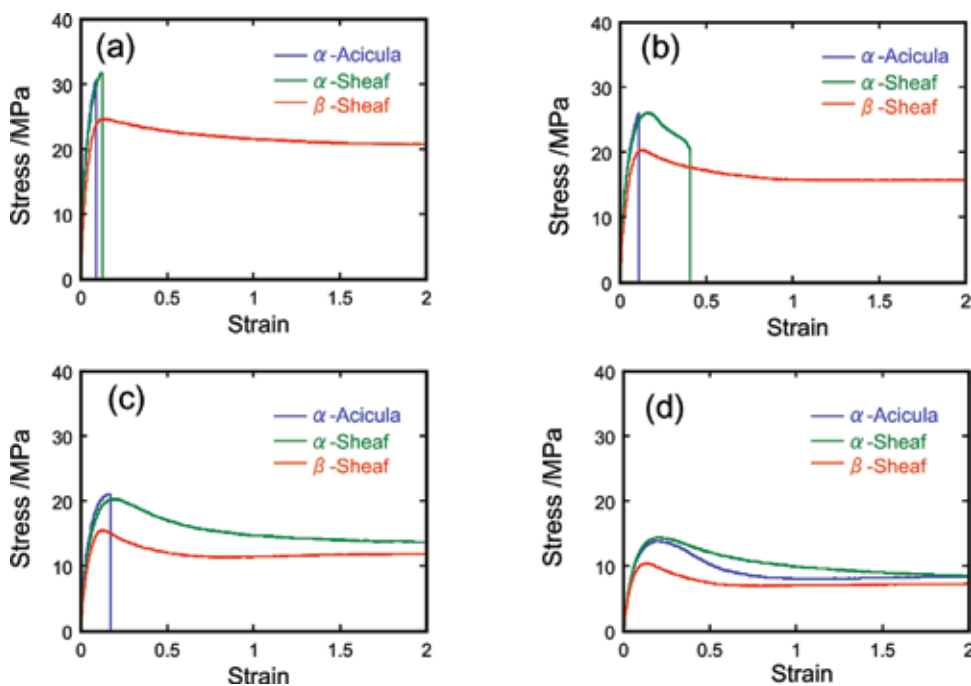 (a)
Stress /MPa
40
30
20
10
0
α-Acicula
α-Sheaf
β-Sheaf
0 0.5 1 1.5 2
Strain
(b)
Stress /MPa
40
30
20
10
0
α-Acicula
α-Sheaf
β-Sheaf
0 0.5 1 1.5 2
Strain
(c)
Stress /MPa
40
30
20
10
0
α-Acicula
α-Sheaf
β-Sheaf
0 0.5 1 1.5 2
Strain
(d)
Stress /MPa
40
30
20
10
0
α-Acicula
α-Sheaf
β-Sheaf
0 0.5 1 1.5 2
Strain